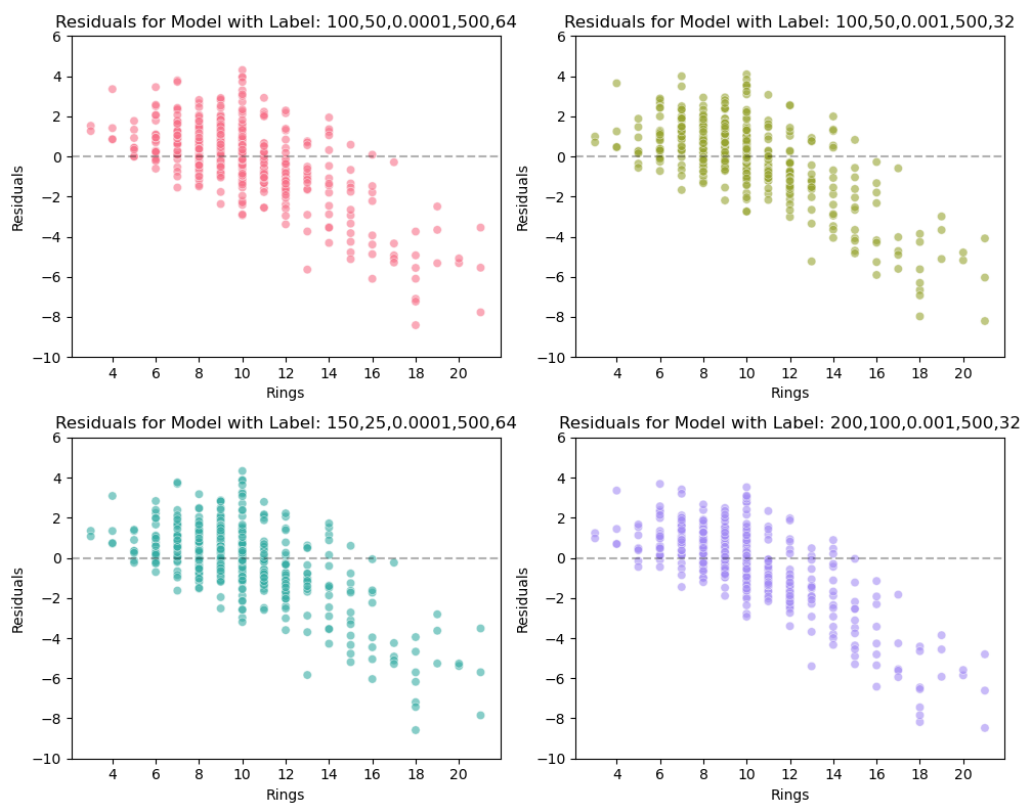 Residuals for Model with Label: 100,50,0.0001,500,64
6
4
2
0
−2
−4
−6
−8
−10
Residuals
4 6 8 10 12 14 16 18 20
Rings
Residuals for Model with Label: 100,50,0.001,500,32
6
4
2
0
−2
−4
−6
−8
−10
Residuals
4 6 8 10 12 14 16 18 20
Rings
Residuals for Model with Label: 150,25,0.0001,500,64
6
4
2
0
−2
−4
−6
−8
−10
Residuals
4 6 8 10 12 14 16 18 20
Rings
Residuals for Model with Label: 200,100,0.001,500,32
6
4
2
0
−2
−4
−6
−8
−10
Residuals
4 6 8 10 12 14 16 18 20
Rings